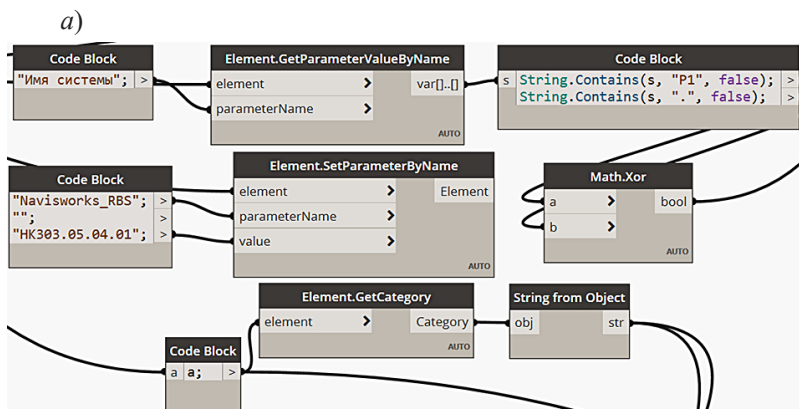 a)
Code Block
"Имя системы"; >
Element.GetParameterValueByName
element > var[]..[]
parameterName >
AUTO
Code Block
s String.Contains(s, "P1", false); >
String.Contains(s, ".", false); >
Code Block
"Navisworks_RBS"; >
""; >
"НК303.05.04.01"; >
Element.SetParameterByName
element > Element
parameterName >
value >
AUTO
Math.Xor
a > bool
b >
AUTO
Element.GetCategory
element > Category
AUTO
String from Object
obj str
Code Block
a a; >